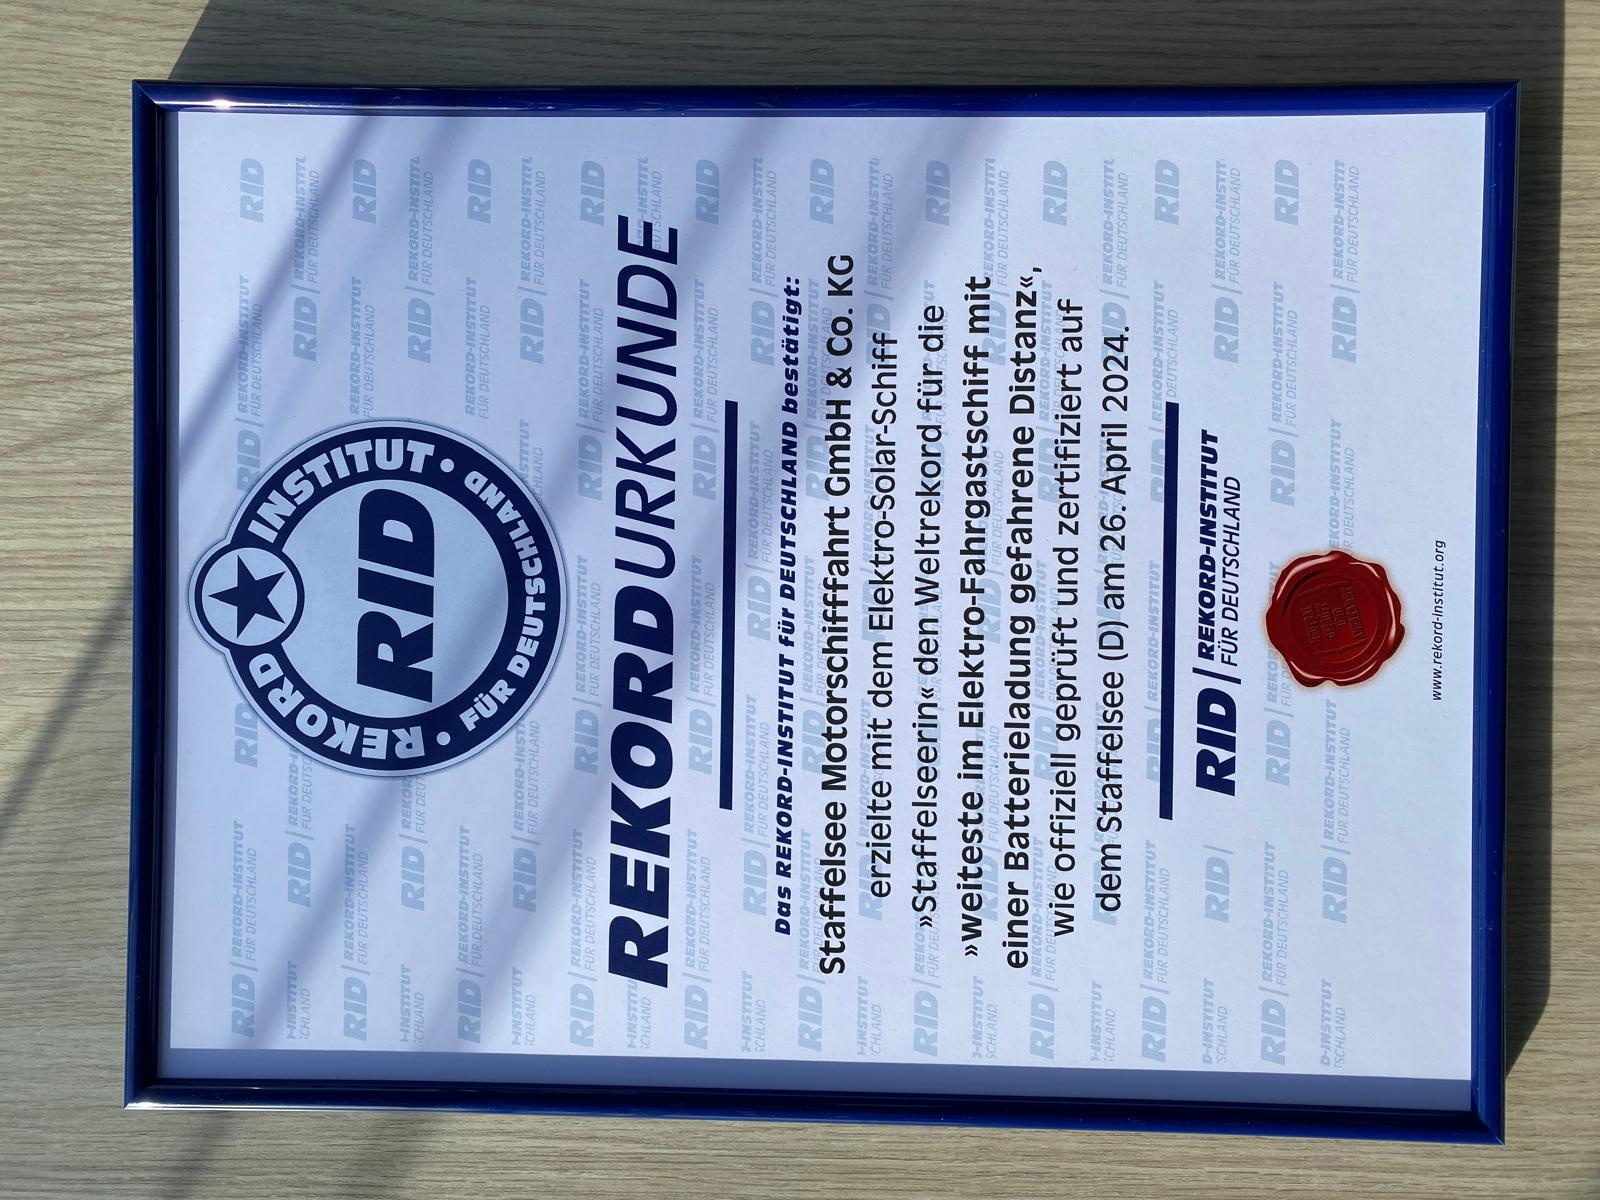 REKORD INSTITUT
RID
• FÜR DEUTSCHLAND •
REKORDURKUNDE
Das REKORD-INSTITUT für DEUTSCHLAND bestätigt:
Staffelsee Motorschifffahrt GmbH & Co. KG
erzielte mit dem Elektro-Solar-Schiff
»Staffelseerin« den Weltrekord für die
»weiteste im Elektro-Fahrgastschiff mit
einer Batterieladung gefahrene Distanz«,
wie offiziell geprüft und zertifiziert auf
dem Staffelsee (D) am 26. April 2024.
RID | REKORD-INSTITUT
FÜR DEUTSCHLAND
www.rekord-institut.org